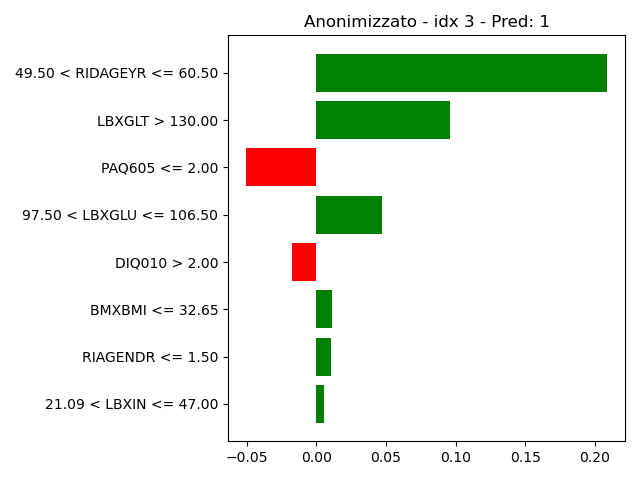 Anonimizzato - idx 3 - Pred: 1
49.50 < RIDAGEYR <= 60.50
LBXGLT > 130.00
PAQ605 <= 2.00
97.50 < LBXGLU <= 106.50
DIQ010 > 2.00
BMXBMI <= 32.65
RIAGENDR <= 1.50
21.09 < LBXIN <= 47.00
−0.05 0.00 0.05 0.10 0.15 0.20